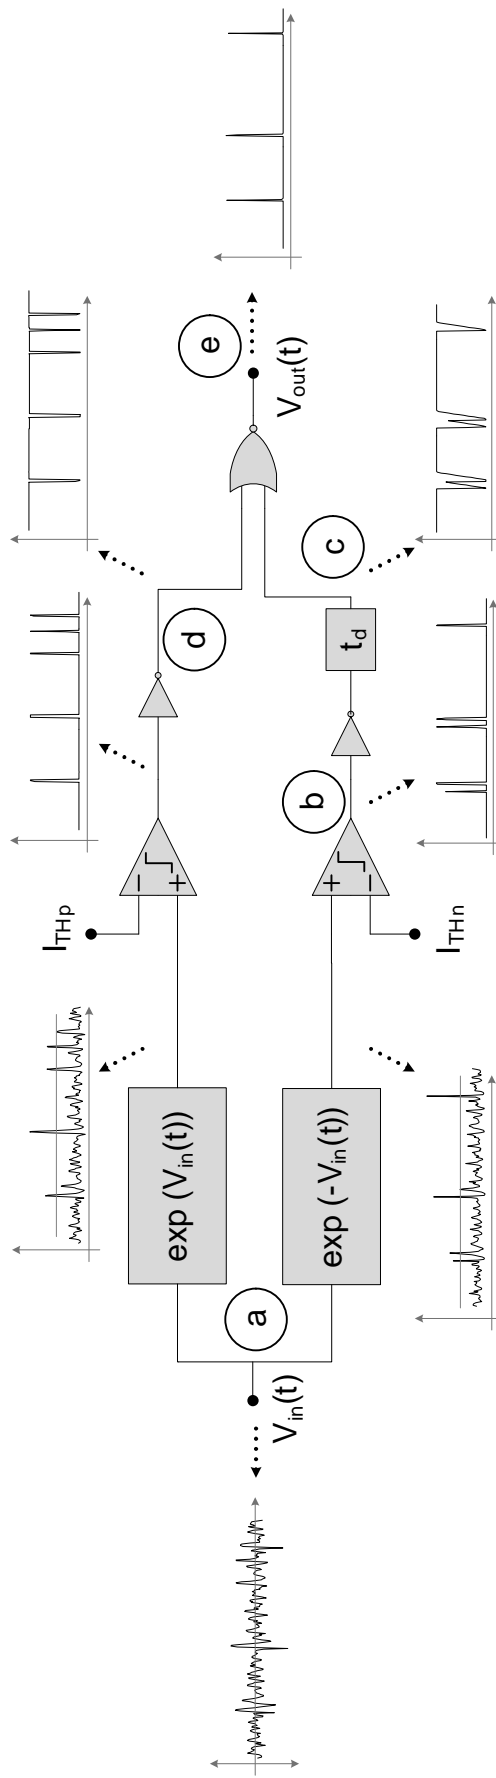 V_in(t)
a
exp (V_in(t))
exp (-V_in(t))
I_THp
−
+
+
−
I_THn
b
t_d
d
c
e
V_out(t)